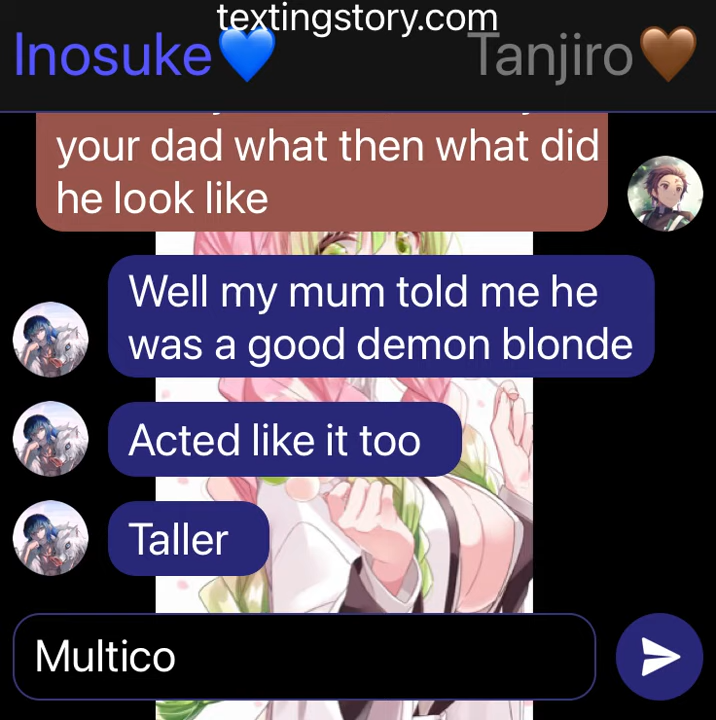 textingstory.com
Inosuke💙 Tanjiro🤎
your dad what then what did
he look like
Well my mum told me he
was a good demon blonde
Acted like it too
Taller
Multico